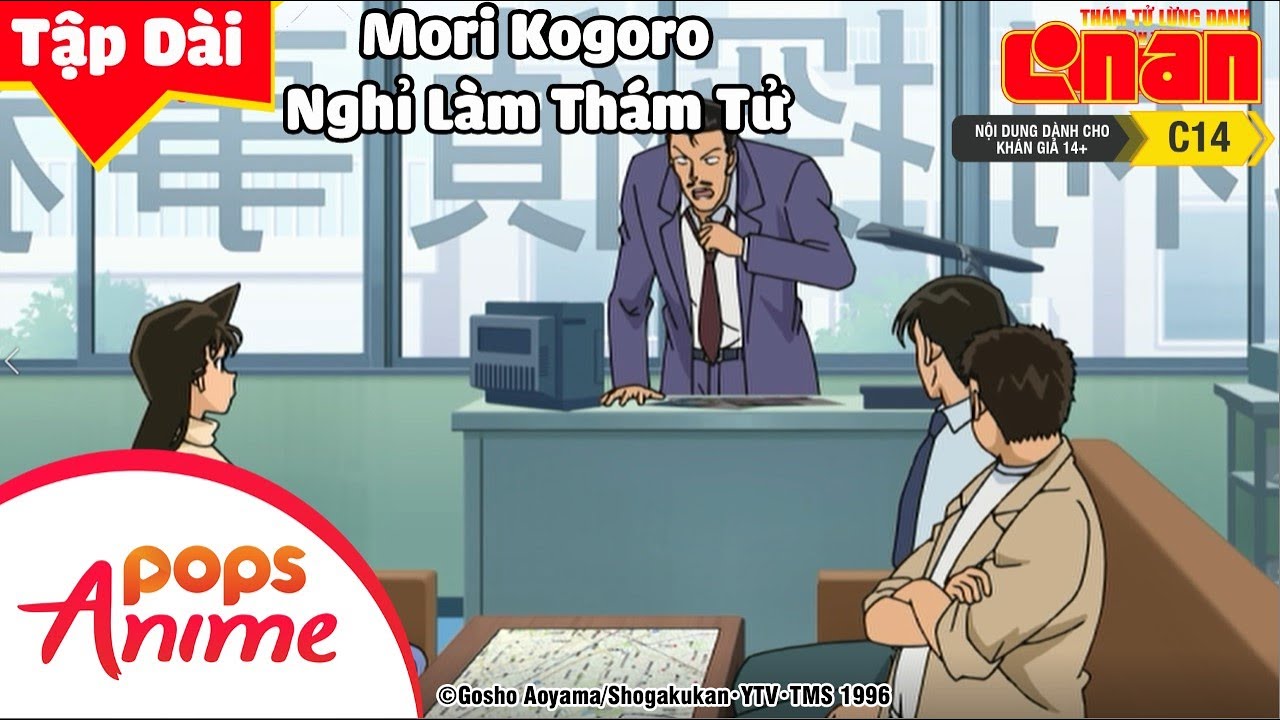 Tập Dài
Mori Kogoro
Nghỉ Làm Thám Tử
THÁM TỬ LỪNG DANH
Conan
NỘI DUNG DÀNH CHO
KHÁN GIẢ 14+
C14
POPS
Anime
©Gosho Aoyama/Shogakukan・YTV・TMS 1996